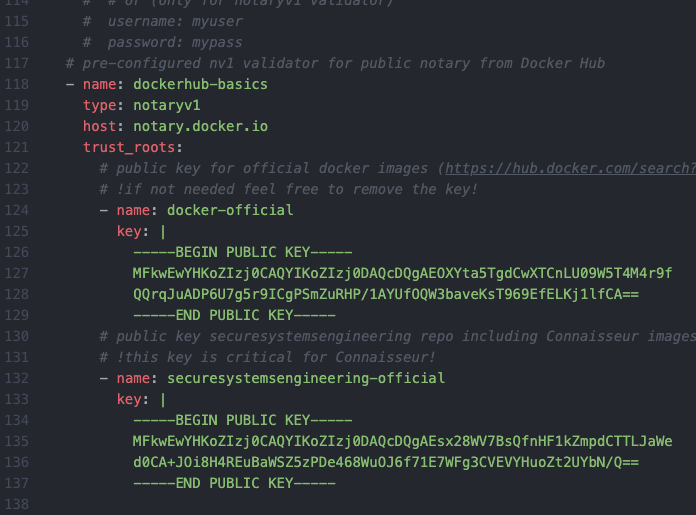 114 # # or (only for notaryv1 validator)
115 # username: myuser
116 # password: mypass
117 # pre-configured nv1 validator for public notary from Docker Hub
118 - name: dockerhub-basics
119 type: notaryv1
120 host: notary.docker.io
121 trust_roots:
122 # public key for official docker images (https://hub.docker.com/search?
123 # !if not needed feel free to remove the key!
124 - name: docker-official
125 key: |
126 -----BEGIN PUBLIC KEY-----
127 MFkwEwYHKoZIzj0CAQYIKoZIzj0DAQcDQgAEOXYta5TgdCwXTCnLU09W5T4M4r9f
128 QQrqJuADP6U7g5r9ICgPSmZuRHP/1AYUfOQW3baveKsT969EfELKj1lfCA==
129 -----END PUBLIC KEY-----
130 # public key securesystemsengineering repo including Connaisseur images
131 # !this key is critical for Connaisseur!
132 - name: securesystemsengineering-official
133 key: |
134 -----BEGIN PUBLIC KEY-----
135 MFkwEwYHKoZIzj0CAQYIKoZIzj0DAQcDQgAEsx28WV7BsQfnHF1kZmpdCTTLJaWe
136 d0CA+JOi8H4REuBaWSZ5zPDe468WuOJ6f71E7WFg3CVEVYHuoZt2UYbN/Q==
137 -----END PUBLIC KEY-----
138